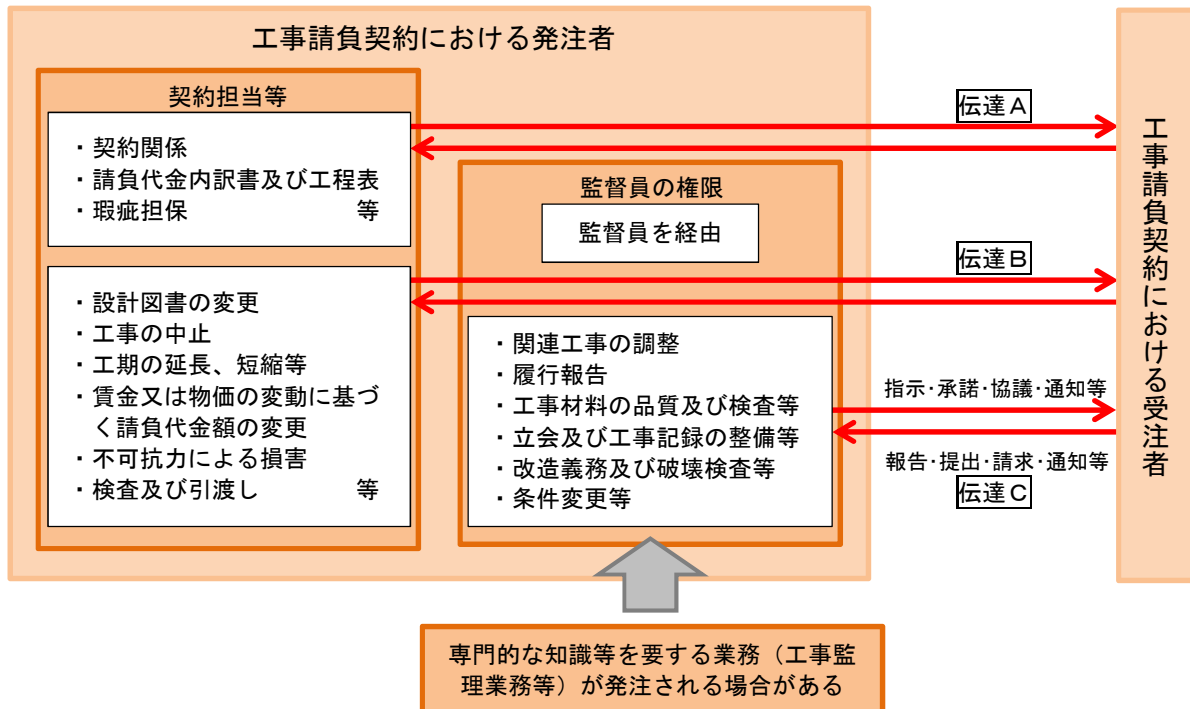 工事請負契約における発注者
契約担当等
・契約関係
・請負代金内訳書及び工程表
・瑕疵担保　　　　　　　等
・設計図書の変更
・工事の中止
・工期の延長、短縮等
・賃金又は物価の変動に基づ
く請負代金額の変更
・不可抗力による損害
・検査及び引渡し　　　　等
監督員の権限
監督員を経由
・関連工事の調整
・履行報告
・工事材料の品質及び検査等
・立会及び工事記録の整備等
・改造義務及び破壊検査等
・条件変更等
伝達A
伝達B
指示・承諾・協議・通知等
報告・提出・請求・通知等
伝達C
工事請負契約における受注者
専門的な知識等を要する業務（工事監
理業務等）が発注される場合がある